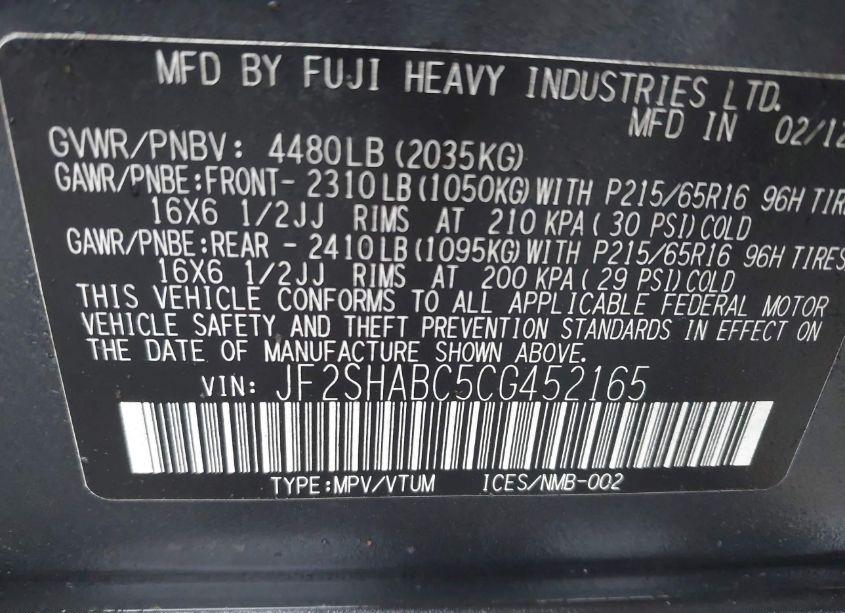 MFD BY FUJI HEAVY INDUSTRIES LTD.
MFD IN 02/12
GVWR/PNBV: 4480LB(2035KG)
GAWR/PNBE:FRONT- 2310LB(1050KG)WITH P215/65R16 96H TIRE
16X6 1/2JJ RIMS AT 210 KPA(30 PSI)COLD
GAWR/PNBE:REAR - 2410LB(1095KG)WITH P215/65R16 96H TIRES
16X6 1/2JJ RIMS AT 200 KPA(29 PSI)COLD
THIS VEHICLE CONFORMS TO ALL APPLICABLE FEDERAL MOTOR
VEHICLE SAFETY AND THEFT PREVENTION STANDARDS IN EFFECT ON
THE DATE OF MANUFACTURE SHOWN ABOVE.
VIN: JF2SHABC5CG452165
TYPE:MPV/VTUM ICES/NMB-002